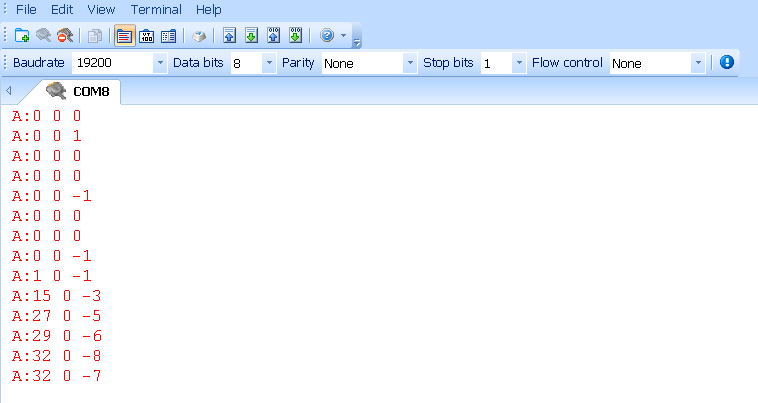 File Edit View Terminal Help
Baudrate 19200 Data bits 8 Parity None Stop bits 1 Flow control None
COM8
A:0 0 0
A:0 0 1
A:0 0 0
A:0 0 0
A:0 0 -1
A:0 0 0
A:0 0 0
A:0 0 -1
A:1 0 -1
A:15 0 -3
A:27 0 -5
A:29 0 -6
A:32 0 -8
A:32 0 -7